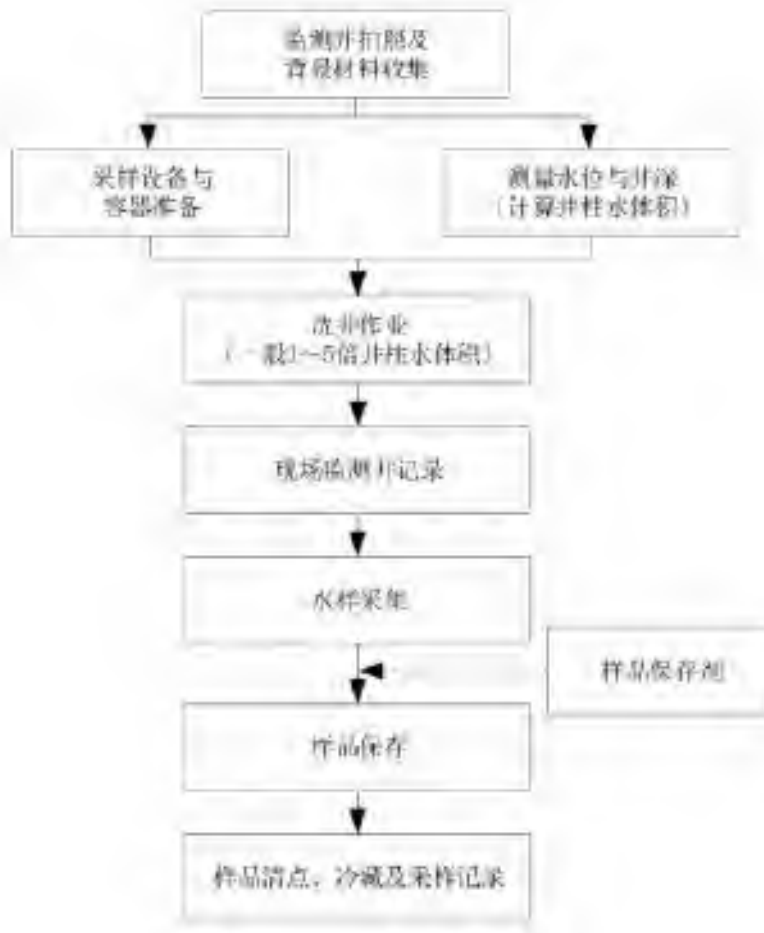 监测井拍照及
背景材料收集
采样设备与
容器准备
测量水位与井深
(计算井柱水体积)
洗井作业
(一般3~5倍井柱水体积)
现场监测井记录
水样采集
样品保存剂
样品保存
样品清点、冷藏及采样记录